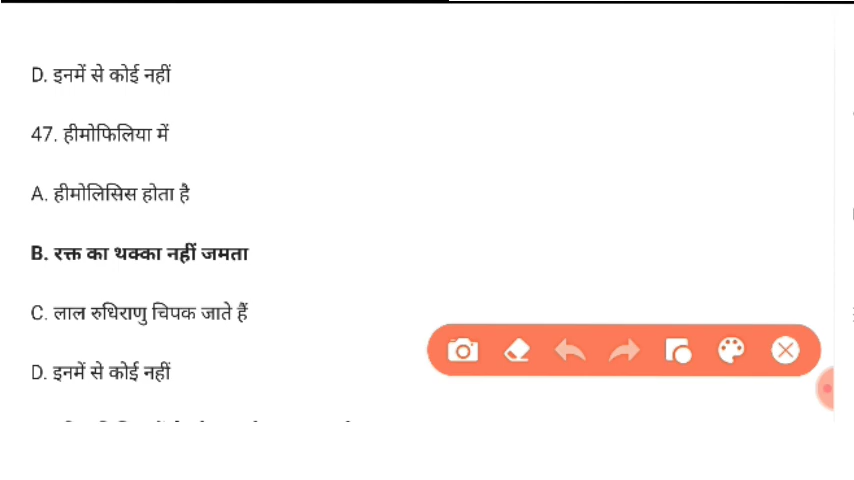 D. इनमें से कोई नहीं
47. हीमोफिलिया में
A. हीमोलिसिस होता है
B. रक्त का थक्का नहीं जमता
C. लाल रुधिराणु चिपक जाते हैं
D. इनमें से कोई नहीं